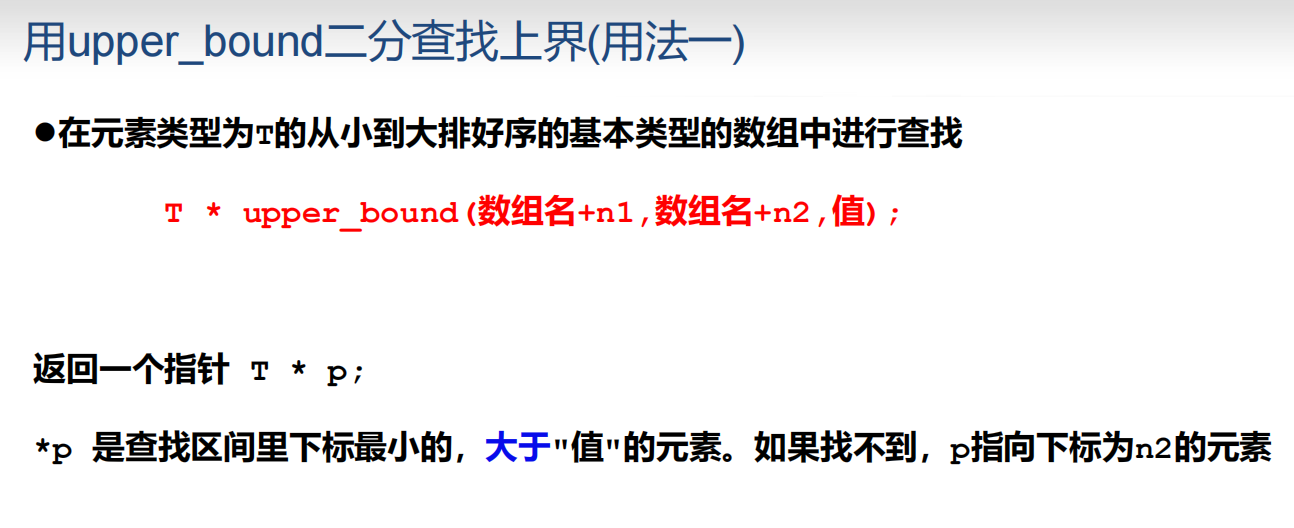 用upper_bound二分查找上界(用法一)
●在元素类型为T的从小到大排好序的基本类型的数组中进行查找
T * upper_bound(数组名+n1,数组名+n2,值);
返回一个指针 T * p;
*p 是查找区间里下标最小的，大于"值"的元素。如果找不到，p指向下标为n2的元素